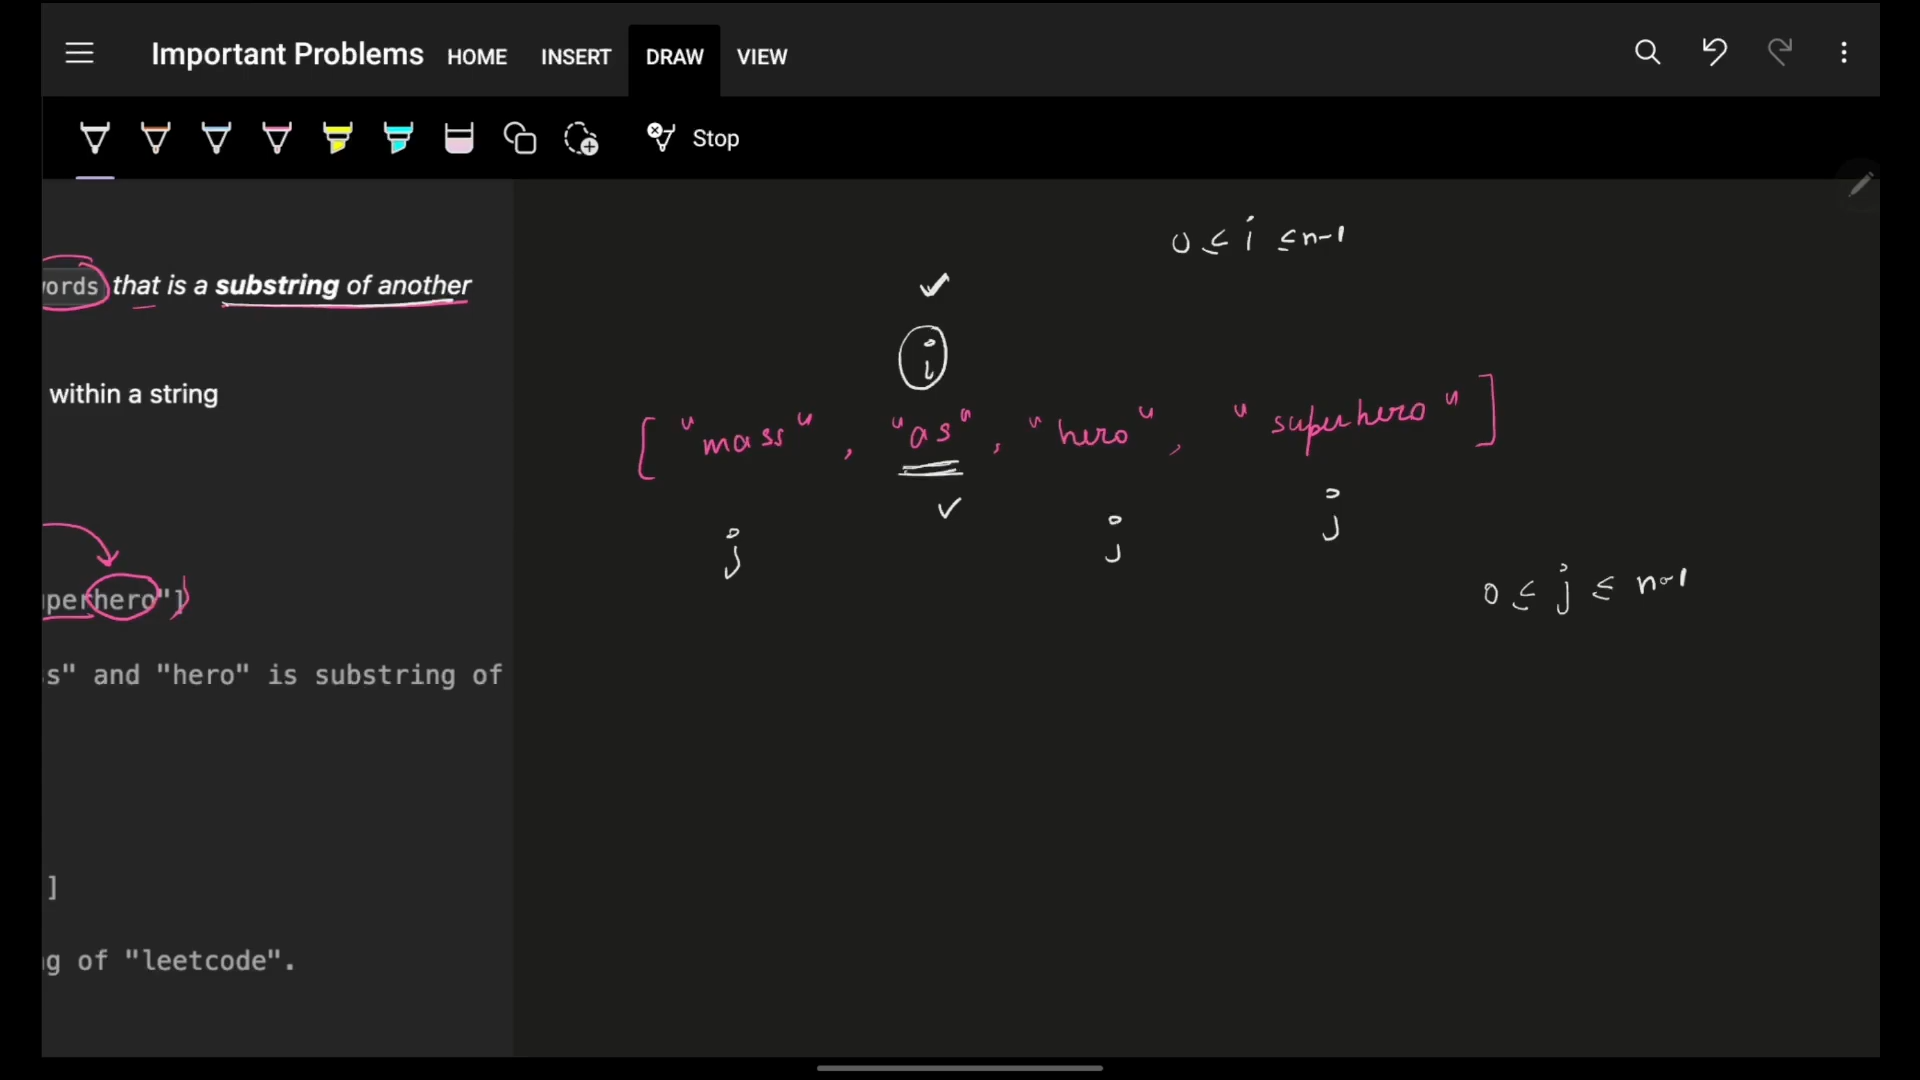 Important Problems HOME INSERT DRAW VIEW
Stop
0 ≤ i ≤ n-1
ords that is a substring of another
i
within a string
[ "mass" , "as" , "hero" , "superhero" ]
j j j
0 ≤ j ≤ n-1
perhero"]
s" and "hero" is substring of
]
g of "leetcode".